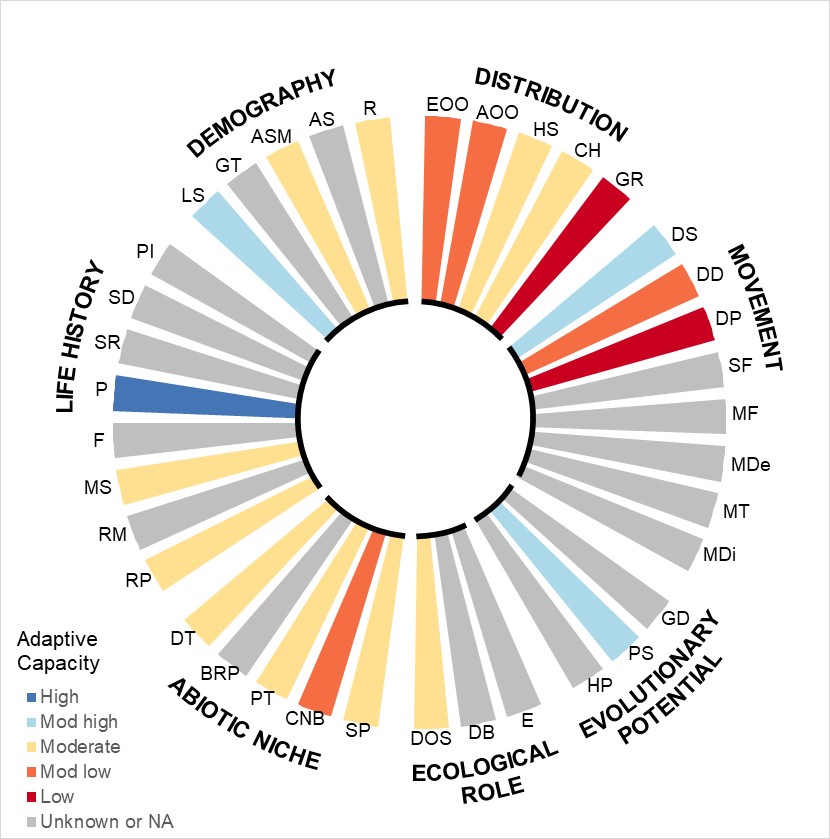 DEMOGRAPHY
DISTRIBUTION
R
AS
ASM
GT
LS
EOO
AOO
HS
CH
GR
MOVEMENT
DS
DD
DP
SF
MF
MDe
MT
MDi
LIFE HISTORY
PI
SD
SR
P
F
MS
RM
RP
ABIOTIC NICHE
DT
BRP
PT
CNB
SP
ECOLOGICAL
ROLE
DOS
DB
E
EVOLUTIONARY
POTENTIAL
HP
PS
GD
Adaptive
Capacity
High
Mod high
Moderate
Mod low
Low
Unknown or NA